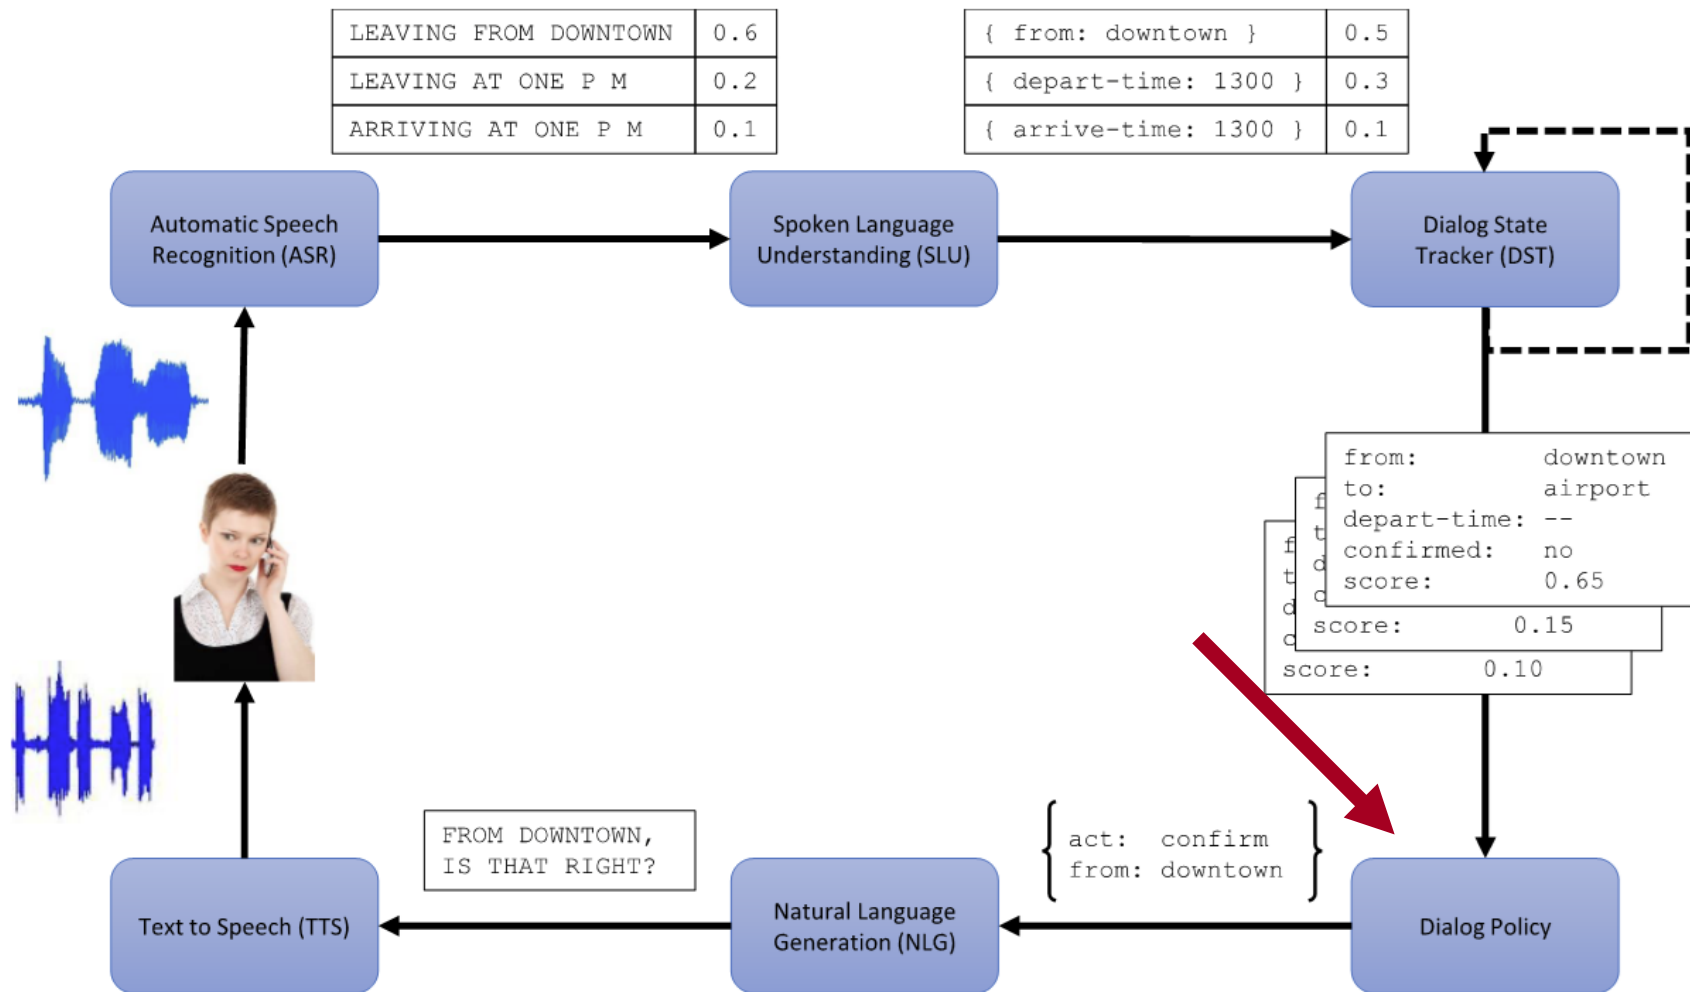 LEAVING FROM DOWNTOWN 0.6
LEAVING AT ONE P M 0.2
ARRIVING AT ONE P M 0.1
{ from: downtown } 0.5
{ depart-time: 1300 } 0.3
{ arrive-time: 1300 } 0.1
Automatic Speech
Recognition (ASR)
Spoken Language
Understanding (SLU)
Dialog State
Tracker (DST)
from: downtown
to: airport
depart-time: --
confirmed: no
score: 0.65
f
t
d
c
score: 0.15
f
t
d
c
score: 0.10
act: confirm
from: downtown
FROM DOWNTOWN,
IS THAT RIGHT?
Text to Speech (TTS)
Natural Language
Generation (NLG)
Dialog Policy